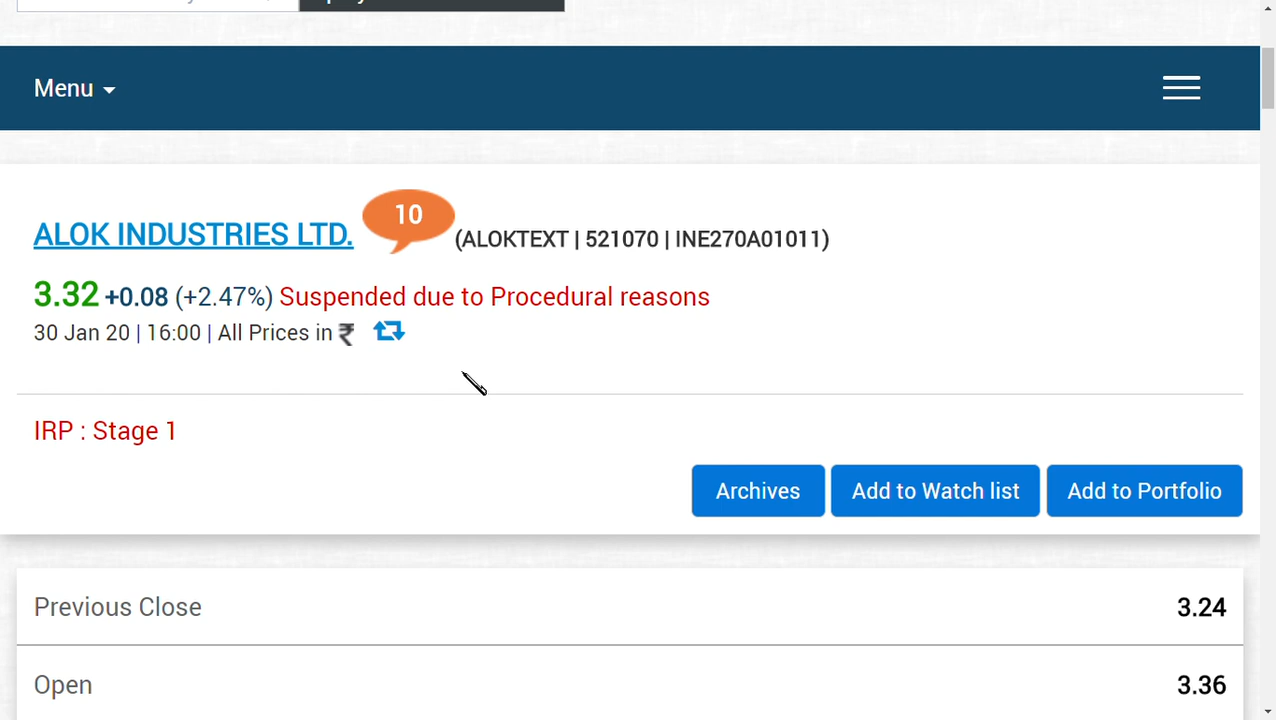 Menu
ALOK INDUSTRIES LTD. 10 (ALOKTEXT | 521070 | INE270A01011)
3.32 +0.08 (+2.47%) Suspended due to Procedural reasons
30 Jan 20 | 16:00 | All Prices in ₹
IRP : Stage 1
Archives Add to Watch list Add to Portfolio
Previous Close 3.24
Open 3.36